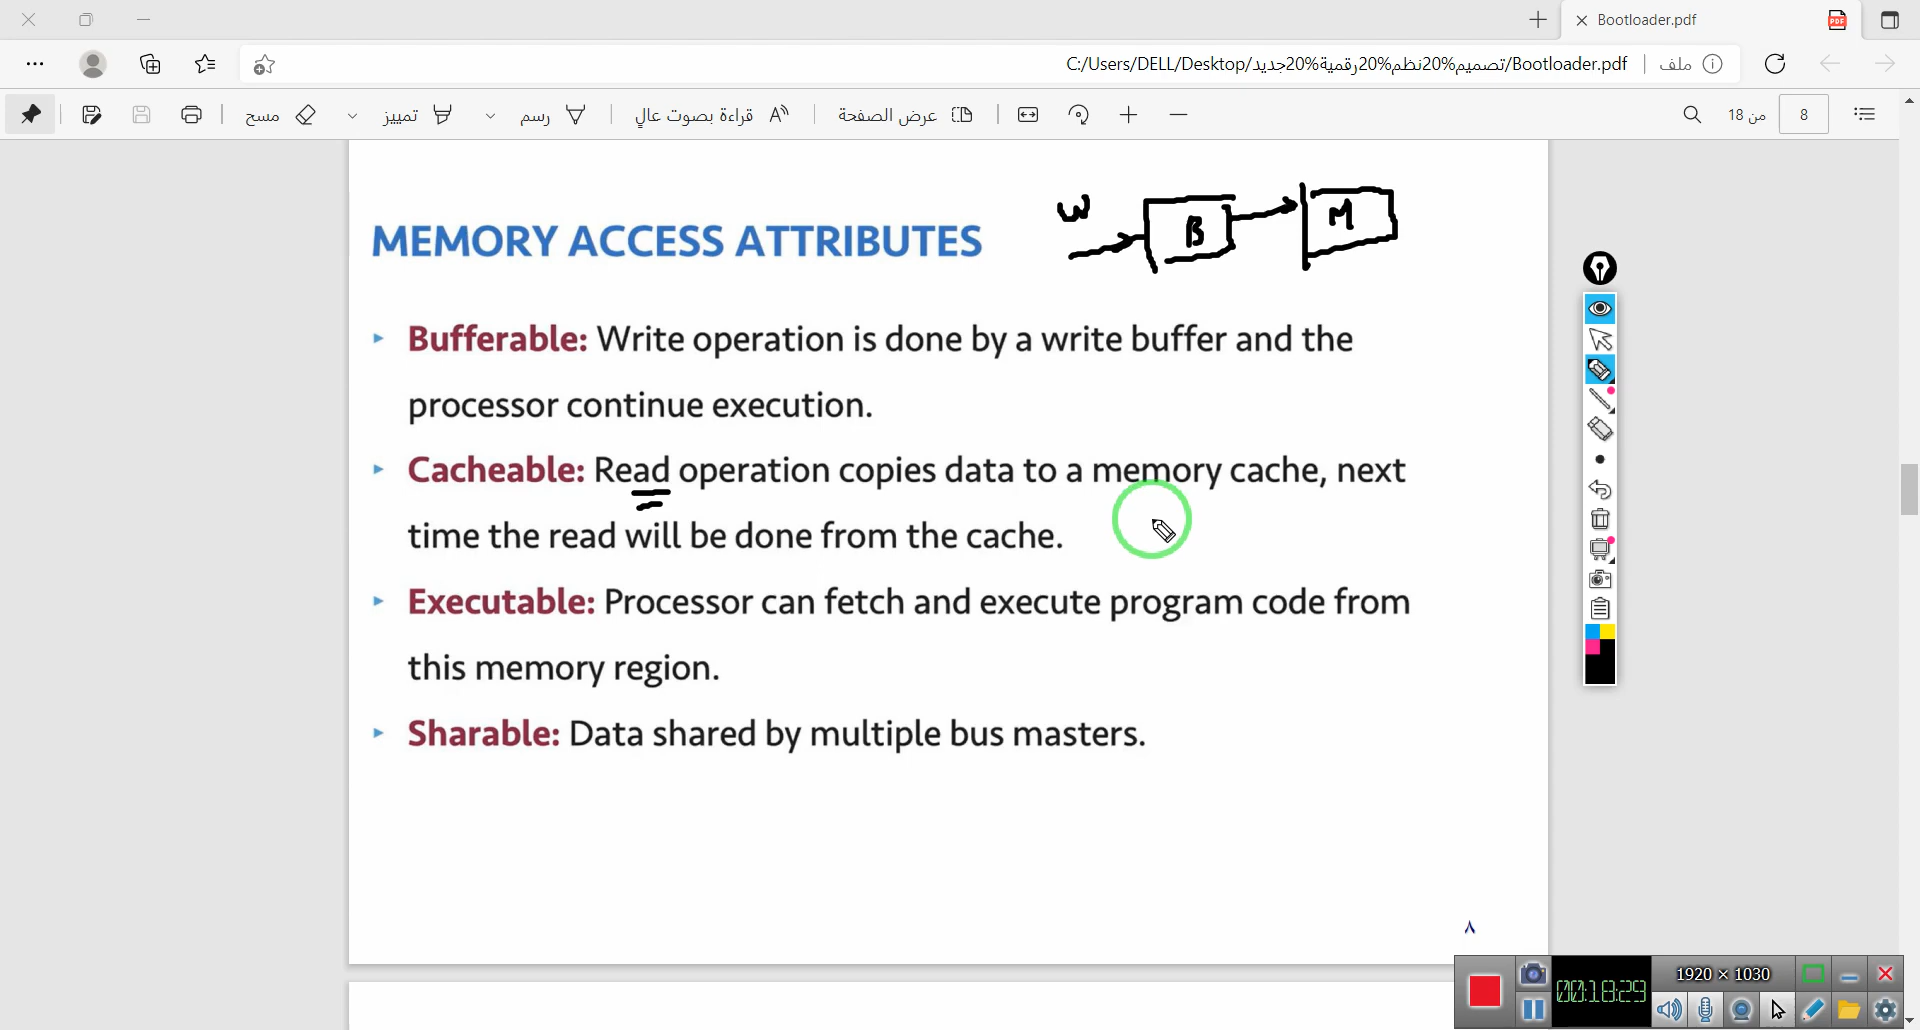 Bootloader.pdf
C:/Users/DELL/Desktop/تصميم%20نظم%20رقمية%20جديد/Bootloader.pdf
ملف
مسح
تمييز
رسم
قراءة بصوت عالٍ
عرض الصفحة
من 18
8
W
B
M
MEMORY ACCESS ATTRIBUTES
Bufferable: Write operation is done by a write buffer and the
processor continue execution.
Cacheable: Read operation copies data to a memory cache, next
time the read will be done from the cache.
Executable: Processor can fetch and execute program code from
this memory region.
Sharable: Data shared by multiple bus masters.
٨
1920 × 1030
00:18:29